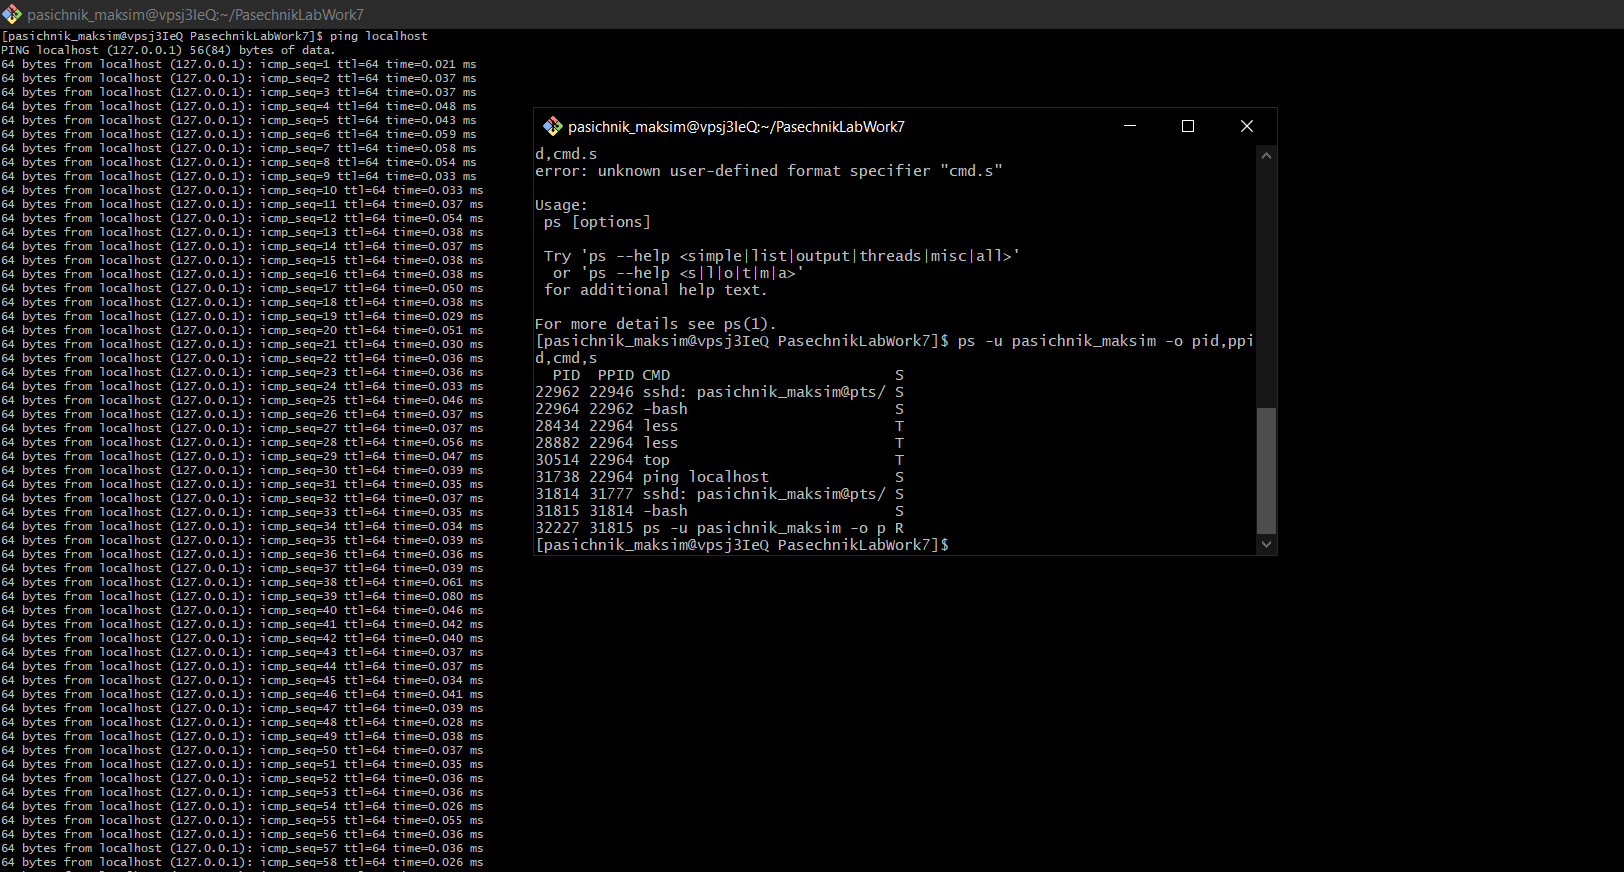 pasichnik_maksim@vpsj3IeQ:~/PasechnikLabWork7
[pasichnik_maksim@vpsj3IeQ PasechnikLabWork7]$ ping localhost
PING localhost (127.0.0.1) 56(84) bytes of data.
64 bytes from localhost (127.0.0.1): icmp_seq=1 ttl=64 time=0.021 ms
64 bytes from localhost (127.0.0.1): icmp_seq=2 ttl=64 time=0.037 ms
64 bytes from localhost (127.0.0.1): icmp_seq=3 ttl=64 time=0.037 ms
64 bytes from localhost (127.0.0.1): icmp_seq=4 ttl=64 time=0.048 ms
64 bytes from localhost (127.0.0.1): icmp_seq=5 ttl=64 time=0.043 ms
64 bytes from localhost (127.0.0.1): icmp_seq=6 ttl=64 time=0.059 ms
64 bytes from localhost (127.0.0.1): icmp_seq=7 ttl=64 time=0.058 ms
64 bytes from localhost (127.0.0.1): icmp_seq=8 ttl=64 time=0.054 ms
64 bytes from localhost (127.0.0.1): icmp_seq=9 ttl=64 time=0.033 ms
64 bytes from localhost (127.0.0.1): icmp_seq=10 ttl=64 time=0.033 ms
64 bytes from localhost (127.0.0.1): icmp_seq=11 ttl=64 time=0.037 ms
64 bytes from localhost (127.0.0.1): icmp_seq=12 ttl=64 time=0.054 ms
64 bytes from localhost (127.0.0.1): icmp_seq=13 ttl=64 time=0.038 ms
64 bytes from localhost (127.0.0.1): icmp_seq=14 ttl=64 time=0.037 ms
64 bytes from localhost (127.0.0.1): icmp_seq=15 ttl=64 time=0.038 ms
64 bytes from localhost (127.0.0.1): icmp_seq=16 ttl=64 time=0.038 ms
64 bytes from localhost (127.0.0.1): icmp_seq=17 ttl=64 time=0.050 ms
64 bytes from localhost (127.0.0.1): icmp_seq=18 ttl=64 time=0.038 ms
64 bytes from localhost (127.0.0.1): icmp_seq=19 ttl=64 time=0.029 ms
64 bytes from localhost (127.0.0.1): icmp_seq=20 ttl=64 time=0.051 ms
64 bytes from localhost (127.0.0.1): icmp_seq=21 ttl=64 time=0.030 ms
64 bytes from localhost (127.0.0.1): icmp_seq=22 ttl=64 time=0.036 ms
64 bytes from localhost (127.0.0.1): icmp_seq=23 ttl=64 time=0.036 ms
64 bytes from localhost (127.0.0.1): icmp_seq=24 ttl=64 time=0.033 ms
64 bytes from localhost (127.0.0.1): icmp_seq=25 ttl=64 time=0.046 ms
64 bytes from localhost (127.0.0.1): icmp_seq=26 ttl=64 time=0.037 ms
64 bytes from localhost (127.0.0.1): icmp_seq=27 ttl=64 time=0.037 ms
64 bytes from localhost (127.0.0.1): icmp_seq=28 ttl=64 time=0.056 ms
64 bytes from localhost (127.0.0.1): icmp_seq=29 ttl=64 time=0.047 ms
64 bytes from localhost (127.0.0.1): icmp_seq=30 ttl=64 time=0.039 ms
64 bytes from localhost (127.0.0.1): icmp_seq=31 ttl=64 time=0.035 ms
64 bytes from localhost (127.0.0.1): icmp_seq=32 ttl=64 time=0.037 ms
64 bytes from localhost (127.0.0.1): icmp_seq=33 ttl=64 time=0.035 ms
64 bytes from localhost (127.0.0.1): icmp_seq=34 ttl=64 time=0.034 ms
64 bytes from localhost (127.0.0.1): icmp_seq=35 ttl=64 time=0.039 ms
64 bytes from localhost (127.0.0.1): icmp_seq=36 ttl=64 time=0.036 ms
64 bytes from localhost (127.0.0.1): icmp_seq=37 ttl=64 time=0.039 ms
64 bytes from localhost (127.0.0.1): icmp_seq=38 ttl=64 time=0.061 ms
64 bytes from localhost (127.0.0.1): icmp_seq=39 ttl=64 time=0.080 ms
64 bytes from localhost (127.0.0.1): icmp_seq=40 ttl=64 time=0.046 ms
64 bytes from localhost (127.0.0.1): icmp_seq=41 ttl=64 time=0.042 ms
64 bytes from localhost (127.0.0.1): icmp_seq=42 ttl=64 time=0.040 ms
64 bytes from localhost (127.0.0.1): icmp_seq=43 ttl=64 time=0.037 ms
64 bytes from localhost (127.0.0.1): icmp_seq=44 ttl=64 time=0.037 ms
64 bytes from localhost (127.0.0.1): icmp_seq=45 ttl=64 time=0.034 ms
64 bytes from localhost (127.0.0.1): icmp_seq=46 ttl=64 time=0.041 ms
64 bytes from localhost (127.0.0.1): icmp_seq=47 ttl=64 time=0.039 ms
64 bytes from localhost (127.0.0.1): icmp_seq=48 ttl=64 time=0.028 ms
64 bytes from localhost (127.0.0.1): icmp_seq=49 ttl=64 time=0.038 ms
64 bytes from localhost (127.0.0.1): icmp_seq=50 ttl=64 time=0.037 ms
64 bytes from localhost (127.0.0.1): icmp_seq=51 ttl=64 time=0.035 ms
64 bytes from localhost (127.0.0.1): icmp_seq=52 ttl=64 time=0.036 ms
64 bytes from localhost (127.0.0.1): icmp_seq=53 ttl=64 time=0.036 ms
64 bytes from localhost (127.0.0.1): icmp_seq=54 ttl=64 time=0.026 ms
64 bytes from localhost (127.0.0.1): icmp_seq=55 ttl=64 time=0.055 ms
64 bytes from localhost (127.0.0.1): icmp_seq=56 ttl=64 time=0.036 ms
64 bytes from localhost (127.0.0.1): icmp_seq=57 ttl=64 time=0.036 ms
64 bytes from localhost (127.0.0.1): icmp_seq=58 ttl=64 time=0.026 ms
pasichnik_maksim@vpsj3IeQ:~/PasechnikLabWork7
d,cmd.s
error: unknown user-defined format specifier "cmd.s"
Usage:
ps [options]
Try 'ps --help <simple|list|output|threads|misc|all>'
or 'ps --help <s|l|o|t|m|a>'
for additional help text.
For more details see ps(1).
[pasichnik_maksim@vpsj3IeQ PasechnikLabWork7]$ ps -u pasichnik_maksim -o pid,ppi
d,cmd,s
PID PPID CMD S
22962 22946 sshd: pasichnik_maksim@pts/ S
22964 22962 -bash S
28434 22964 less T
28882 22964 less T
30514 22964 top T
31738 22964 ping localhost S
31814 31777 sshd: pasichnik_maksim@pts/ S
31815 31814 -bash S
32227 31815 ps -u pasichnik_maksim -o p R
[pasichnik_maksim@vpsj3IeQ PasechnikLabWork7]$